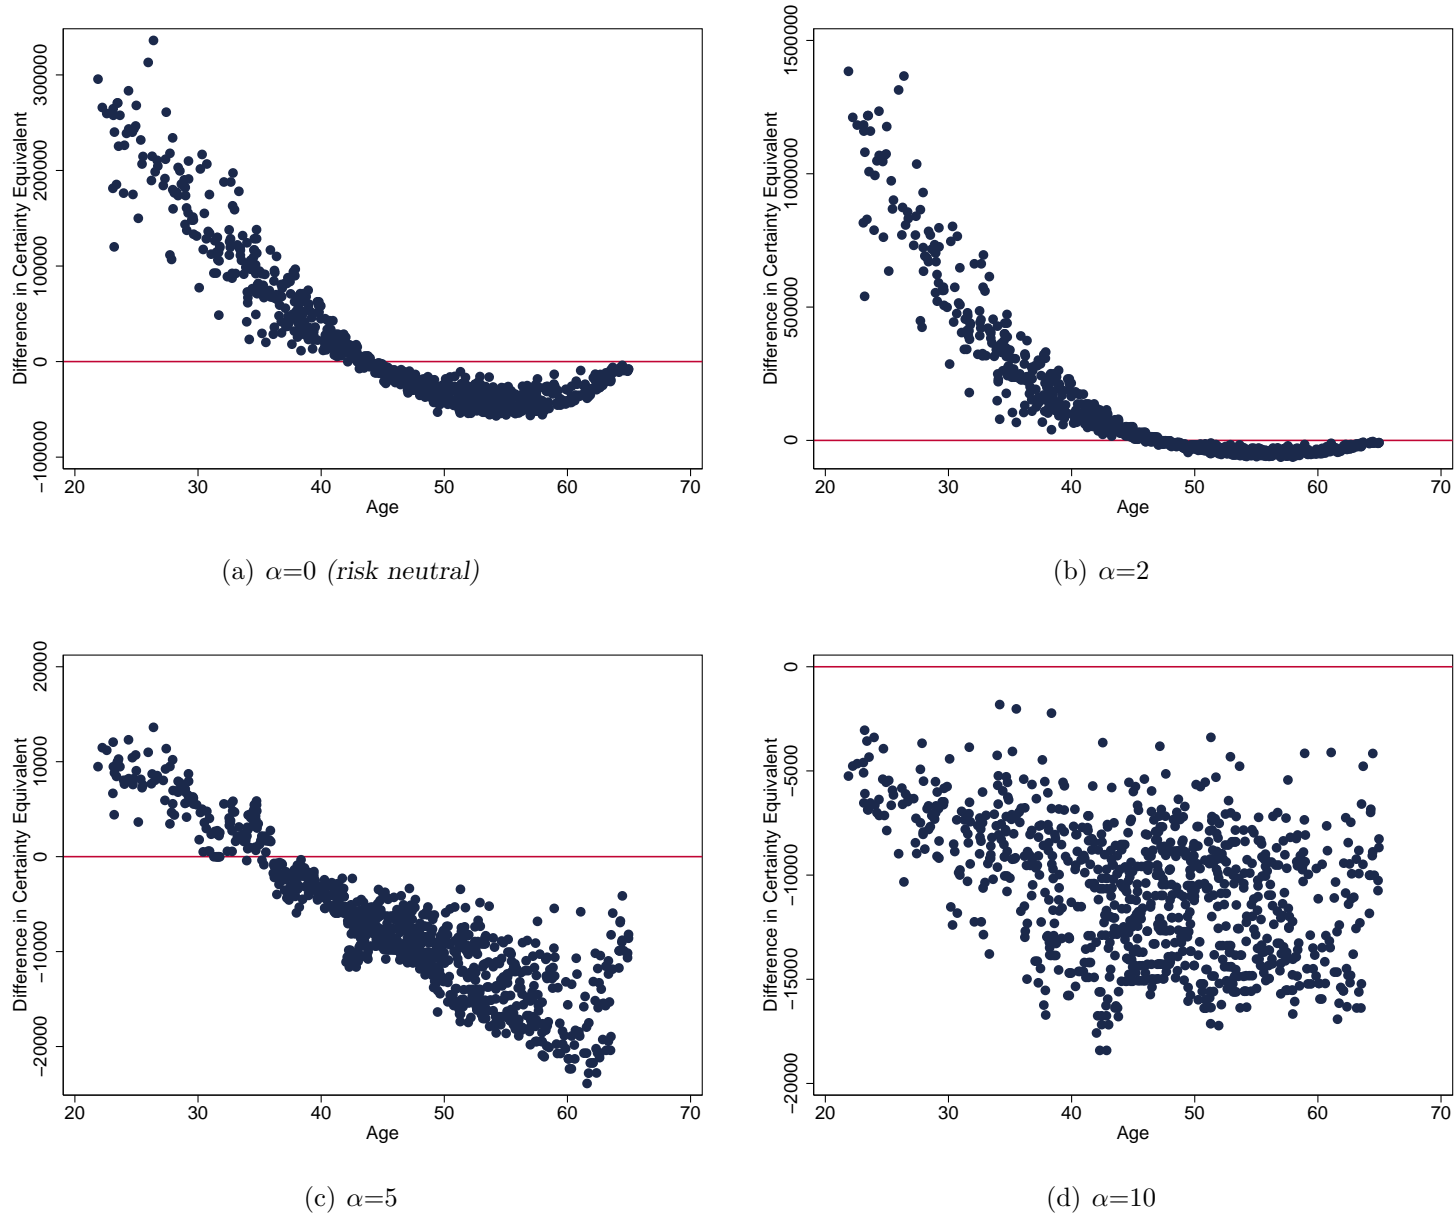 Difference in Certainty Equivalent
300000
200000
100000
0
−100000
20 30 40 50 60 70
Age
(a) α=0 (risk neutral)
Difference in Certainty Equivalent
1500000
1000000
500000
0
20 30 40 50 60 70
Age
(b) α=2
Difference in Certainty Equivalent
20000
10000
0
−10000
−20000
20 30 40 50 60 70
Age
(c) α=5
Difference in Certainty Equivalent
0
−5000
−10000
−15000
−20000
20 30 40 50 60 70
Age
(d) α=10